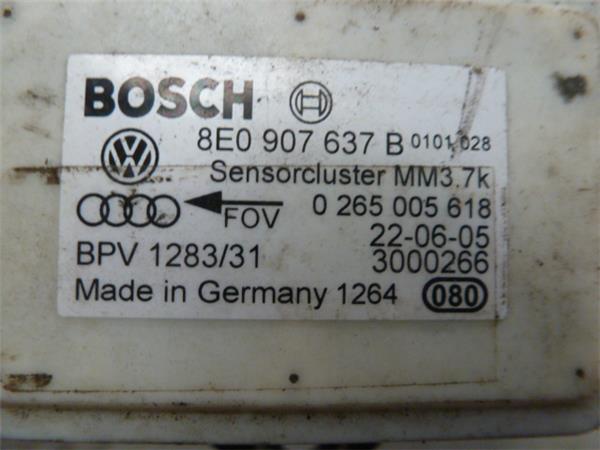 BOSCH
8E0 907 637 B 0101 028
Sensorcluster MM3.7k
FOV 0 265 005 618
22-06-05
BPV 1283/31 3000266
Made in Germany 1264 080